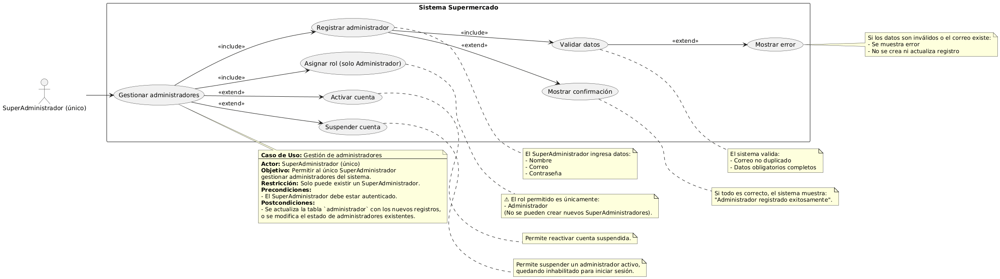 Sistema Supermercado
SuperAdministrador (único)
Gestionar administradores
«include»
«include»
«extend»
«extend»
Registrar administrador
Asignar rol (solo Administrador)
Activar cuenta
Suspender cuenta
«include»
«extend»
Validar datos
Mostrar confirmación
«extend»
Mostrar error
Si los datos son inválidos o el correo existe:
- Se muestra error
- No se crea ni actualiza registro
Caso de Uso: Gestión de administradores
Actor: SuperAdministrador (único)
Objetivo: Permitir al único SuperAdministrador
gestionar administradores del sistema.
Restricción: Solo puede existir un SuperAdministrador.
Precondiciones:
- El SuperAdministrador debe estar autenticado.
Postcondiciones:
- Se actualiza la tabla `administrador` con los nuevos registros,
o se modifica el estado de administradores existentes.
El SuperAdministrador ingresa datos:
- Nombre
- Correo
- Contraseña
El sistema valida:
- Correo no duplicado
- Datos obligatorios completos
⚠ El rol permitido es únicamente:
- Administrador
(No se pueden crear nuevos SuperAdministradores).
Si todo es correcto, el sistema muestra:
"Administrador registrado exitosamente".
Permite reactivar cuenta suspendida.
Permite suspender un administrador activo,
quedando inhabilitado para iniciar sesión.